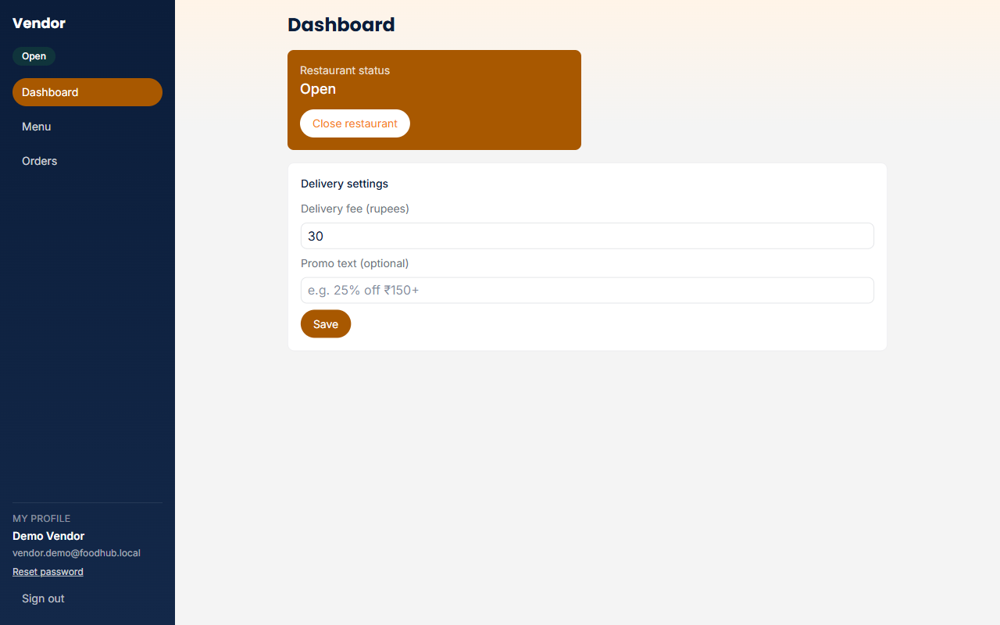 Vendor
Open
Dashboard
Menu
Orders
MY PROFILE
Demo Vendor
vendor.demo@foodhub.local
Reset password
Sign out
Dashboard
Restaurant status
Open
Close restaurant
Delivery settings
Delivery fee (rupees)
30
Promo text (optional)
e.g. 25% off ₹150+
Save